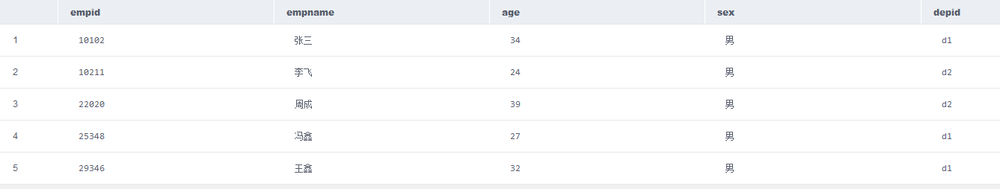 empid empname age sex depid
1 10102 张三 34 男 d1
2 10211 李飞 24 男 d2
3 22020 周成 39 男 d2
4 25348 冯鑫 27 男 d1
5 29346 王鑫 32 男 d1